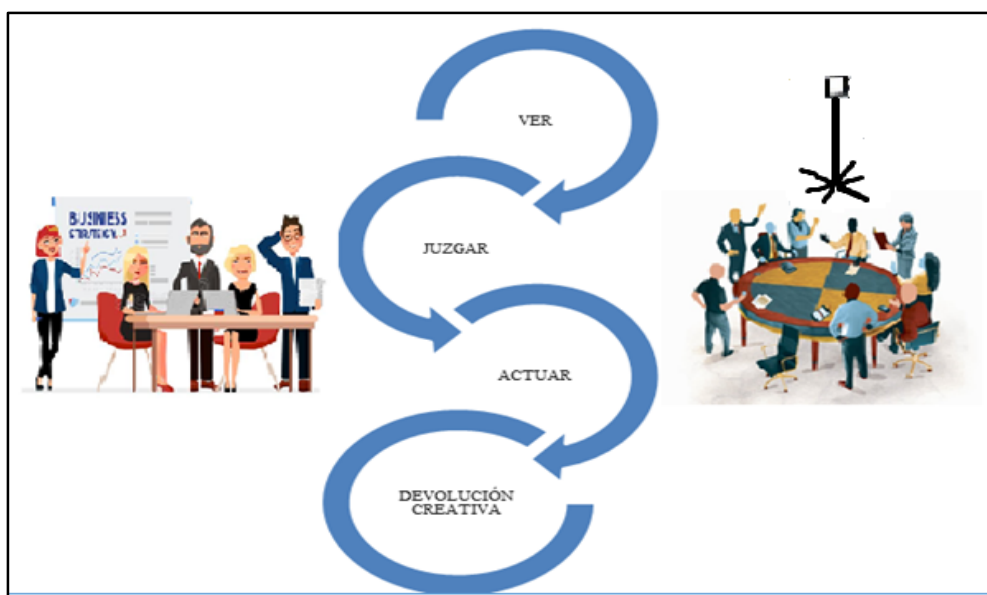 VER
JUZGAR
BUSINESS
STRATEGY
ACTUAR
DEVOLUCIÓN
CREATIVA